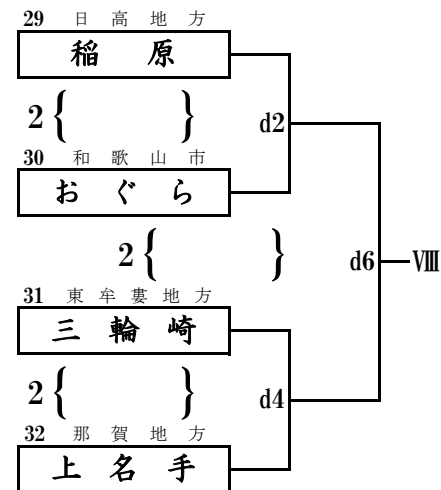 29 日高地方
稲原
2 { }
d2
30 和歌山市
おぐら
2 { }
d6 Ⅷ
31 東牟婁地方
三輪崎
2 { }
d4
32 那賀地方
上名手